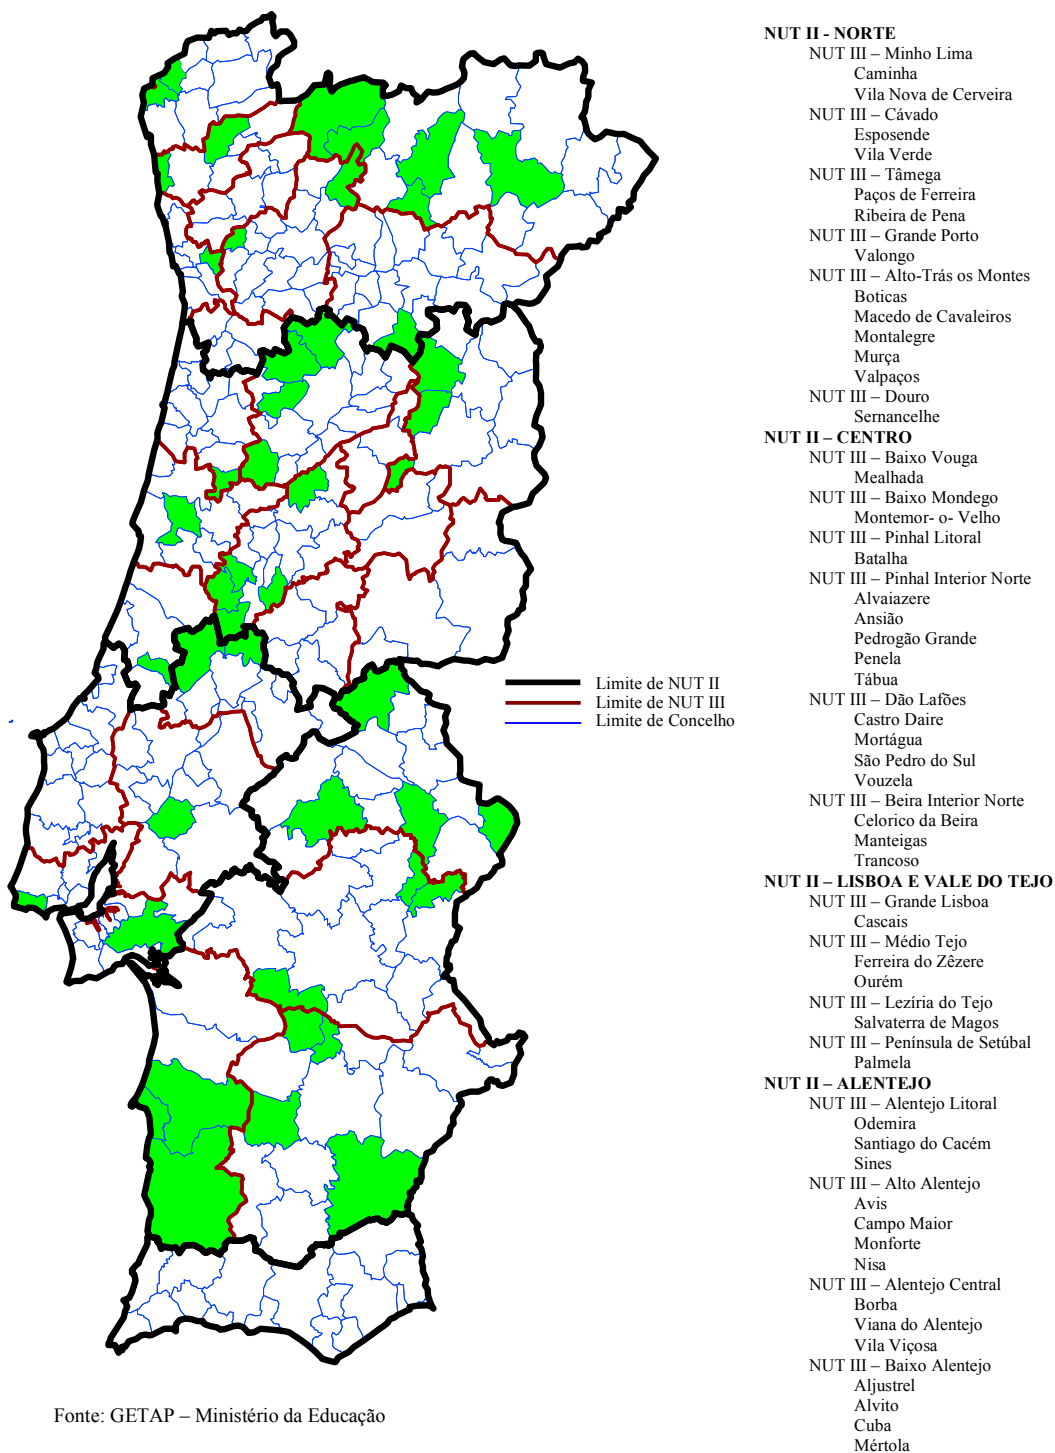 NUT II - NORTE
NUT III – Minho Lima
Caminha
Vila Nova de Cerveira
NUT III – Cávado
Esposende
Vila Verde
NUT III – Tâmega
Paços de Ferreira
Ribeira de Pena
NUT III – Grande Porto
Valongo
NUT III – Alto-Trás os Montes
Boticas
Macedo de Cavaleiros
Montalegre
Murça
Valpaços
NUT III – Douro
Sernancelhe
NUT II – CENTRO
NUT III – Baixo Vouga
Mealhada
NUT III – Baixo Mondego
Montemor- o- Velho
NUT III – Pinhal Litoral
Batalha
NUT III – Pinhal Interior Norte
Alvaiazere
Ansião
Pedrogão Grande
Penela
Tábua
NUT III – Dão Lafões
Castro Daire
Mortágua
São Pedro do Sul
Vouzela
NUT III – Beira Interior Norte
Celorico da Beira
Manteigas
Trancoso
NUT II – LISBOA E VALE DO TEJO
NUT III – Grande Lisboa
Cascais
NUT III – Médio Tejo
Ferreira do Zêzere
Ourém
NUT III – Lezíria do Tejo
Salvaterra de Magos
NUT III – Península de Setúbal
Palmela
NUT II – ALENTEJO
NUT III – Alentejo Litoral
Odemira
Santiago do Cacém
Sines
NUT III – Alto Alentejo
Avis
Campo Maior
Monforte
Nisa
NUT III – Alentejo Central
Borba
Viana do Alentejo
Vila Viçosa
NUT III – Baixo Alentejo
Aljustrel
Alvito
Cuba
Mértola
Limite de NUT II
Limite de NUT III
Limite de Concelho
Fonte: GETAP – Ministério da Educação